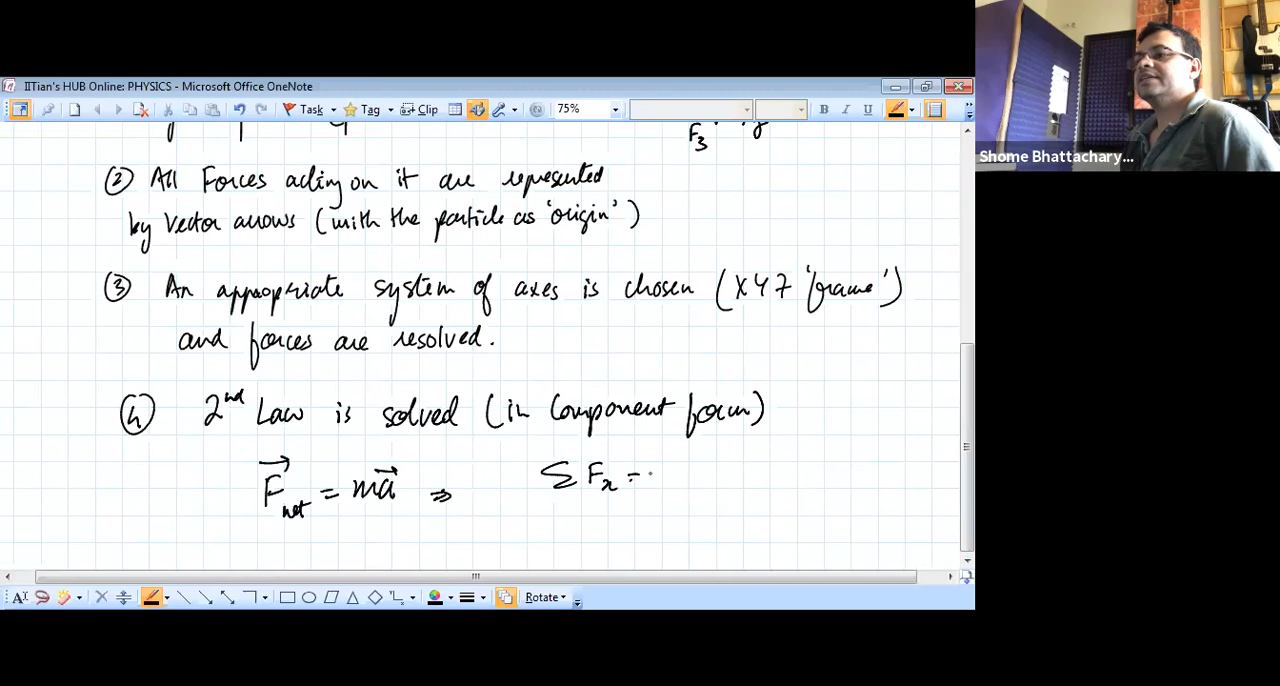 IITian's HUB Online: PHYSICS - Microsoft Office OneNote
Task Tag Clip 75% B I U
F3
② All Forces acting on it are represented
by Vector arrows (with the particle as 'origin')
③ An appropriate system of axes is chosen (XYZ 'frame')
and forces are resolved.
④ 2nd Law is solved (in Component form)
F⃗net = ma⃗ ⇒ ΣFx =
Rotate
Shome Bhattachary...